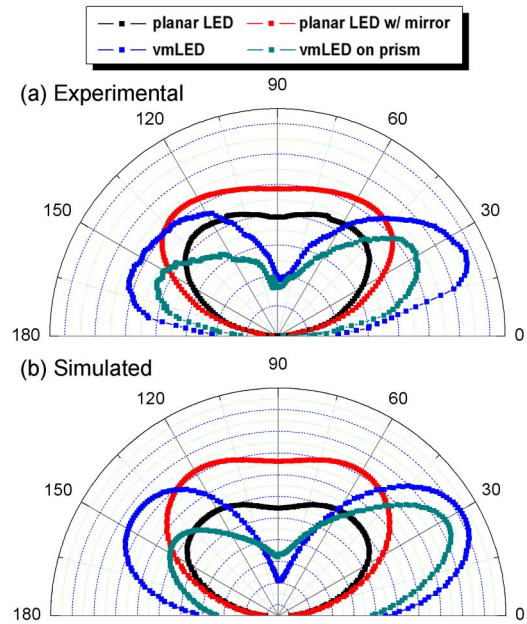 planar LED planar LED w/ mirror
vmLED vmLED on prism
(a) Experimental
90
120 60
150 30
180 0
(b) Simulated
90
120 60
150 30
180 0